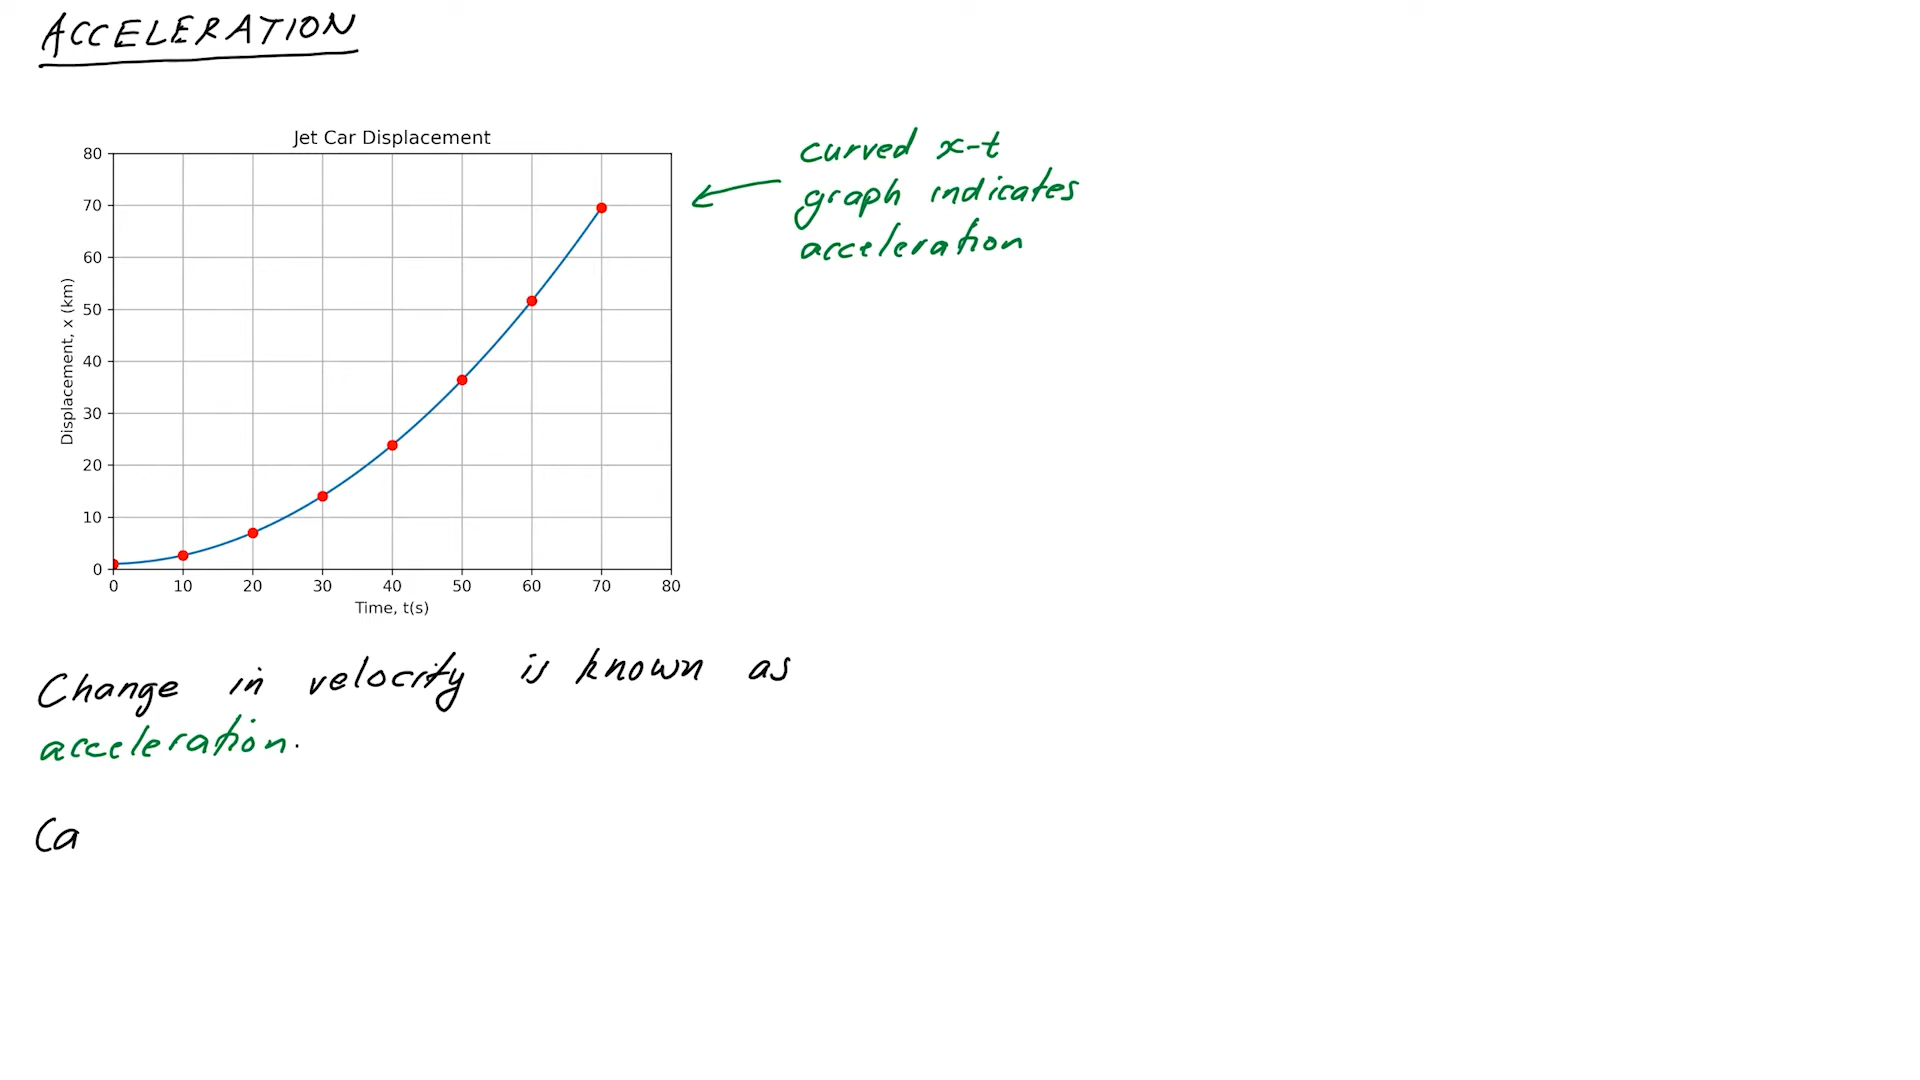 ACCELERATION
Jet Car Displacement
80
70
60
50
40
30
20
10
0
Displacement, x (km)
0 10 20 30 40 50 60 70 80
Time, t(s)
curved x-t
graph indicates
acceleration
Change in velocity is known as
acceleration.
Ca